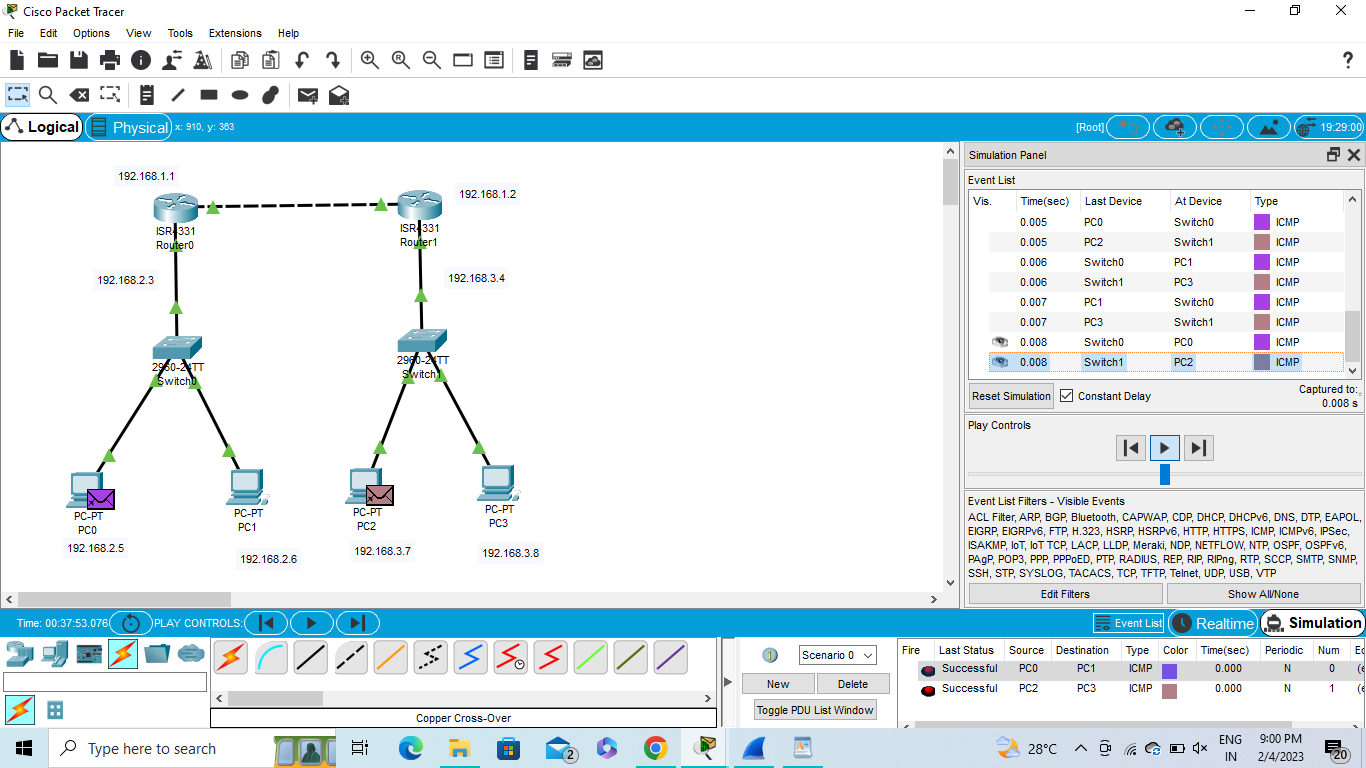 Cisco Packet Tracer
File Edit Options View Tools Extensions Help
?
Logical
Physical
x: 910, y: 363
[Root]
19:29:00
192.168.1.1
192.168.1.2
ISR4331
Router0
ISR4331
Router1
192.168.2.3
192.168.3.4
2960-24TT
Switch0
2960-24TT
Switch1
PC-PT
PC0
192.168.2.5
PC-PT
PC1
192.168.2.6
PC-PT
PC2
192.168.3.7
PC-PT
PC3
192.168.3.8
Simulation Panel
Event List
Vis. Time(sec) Last Device At Device Type
0.005 PC0 Switch0 ICMP
0.005 PC2 Switch1 ICMP
0.006 Switch0 PC1 ICMP
0.006 Switch1 PC3 ICMP
0.007 PC1 Switch0 ICMP
0.007 PC3 Switch1 ICMP
0.008 Switch0 PC0 ICMP
0.008 Switch1 PC2 ICMP
Reset Simulation
Constant Delay
Captured to:
0.008 s
Play Controls
Event List Filters - Visible Events
ACL Filter, ARP, BGP, Bluetooth, CAPWAP, CDP, DHCP, DHCPv6, DNS, DTP, EAPOL,
EIGRP, EIGRPv6, FTP, H.323, HSRP, HSRPv6, HTTP, HTTPS, ICMP, ICMPv6, IPSec,
ISAKMP, IoT, IoT TCP, LACP, LLDP, Meraki, NDP, NETFLOW, NTP, OSPF, OSPFv6,
PAgP, POP3, PPP, PPPoED, PTP, RADIUS, REP, RIP, RIPng, RTP, SCCP, SMTP, SNMP,
SSH, STP, SYSLOG, TACACS, TCP, TFTP, Telnet, UDP, USB, VTP
Edit Filters
Show All/None
Time: 00:37:53.076
PLAY CONTROLS:
Event List
Realtime
Simulation
Copper Cross-Over
Scenario 0
New
Delete
Toggle PDU List Window
Fire Last Status Source Destination Type Color Time(sec) Periodic Num Ec
Successful PC0 PC1 ICMP 0.000 N 0 (e
Successful PC2 PC3 ICMP 0.000 N 1 (e
Type here to search
2
28°C
ENG
IN
9:00 PM
2/4/2023
20